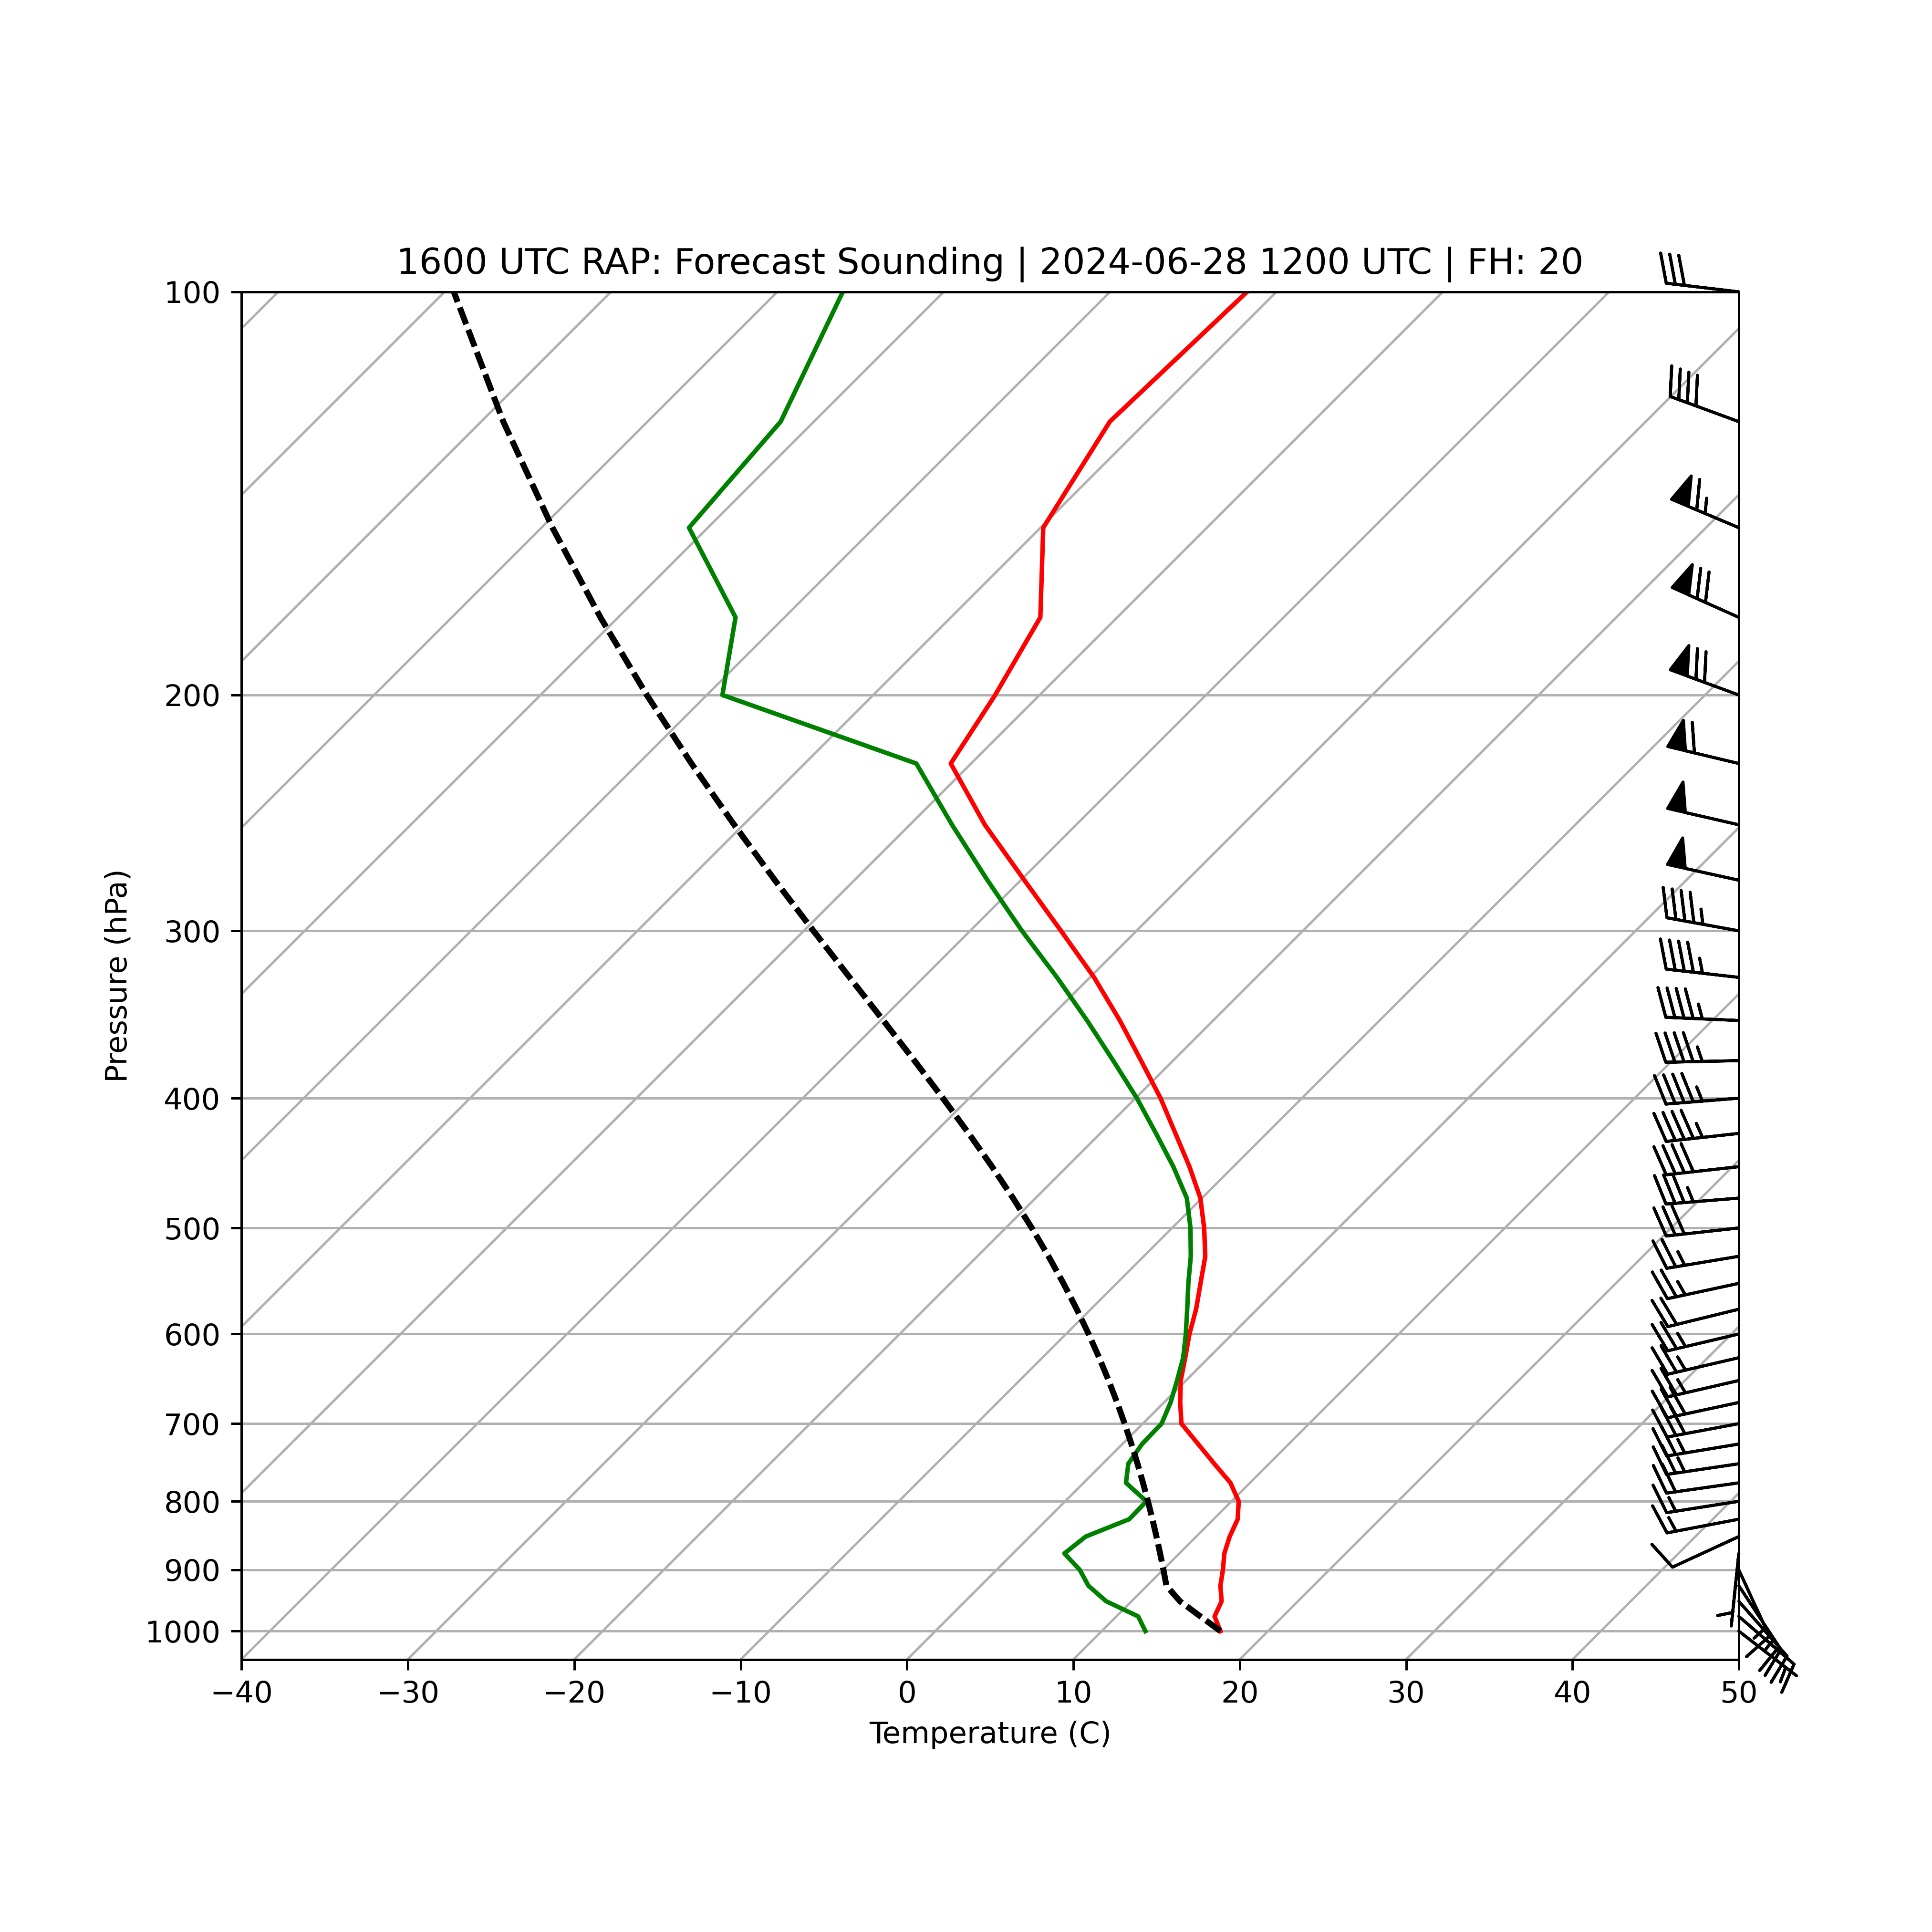 1600 UTC RAP: Forecast Sounding | 2024-06-28 1200 UTC | FH: 20
100
200
300
400
500
600
700
800
900
1000
Pressure (hPa)
−40 −30 −20 −10 0 10 20 30 40 50
Temperature (C)